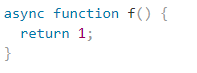 async function f() {
  return 1;
}